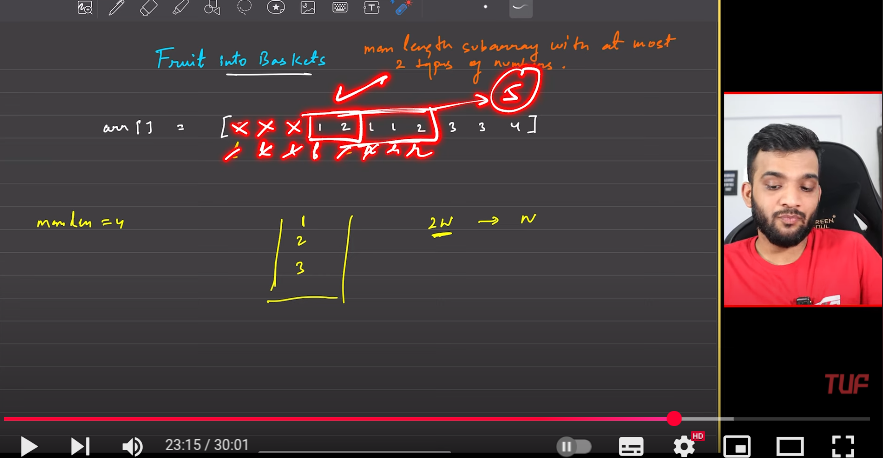 Fruit into Baskets
max length subarray with at most
2 types of numbers.
arr [ ] = [ x x x 1 2 1 1 2 3 3 4 ]
5
maxlen = 4
1
2
3
2N → N
TUF
23:15 / 30:01
HD